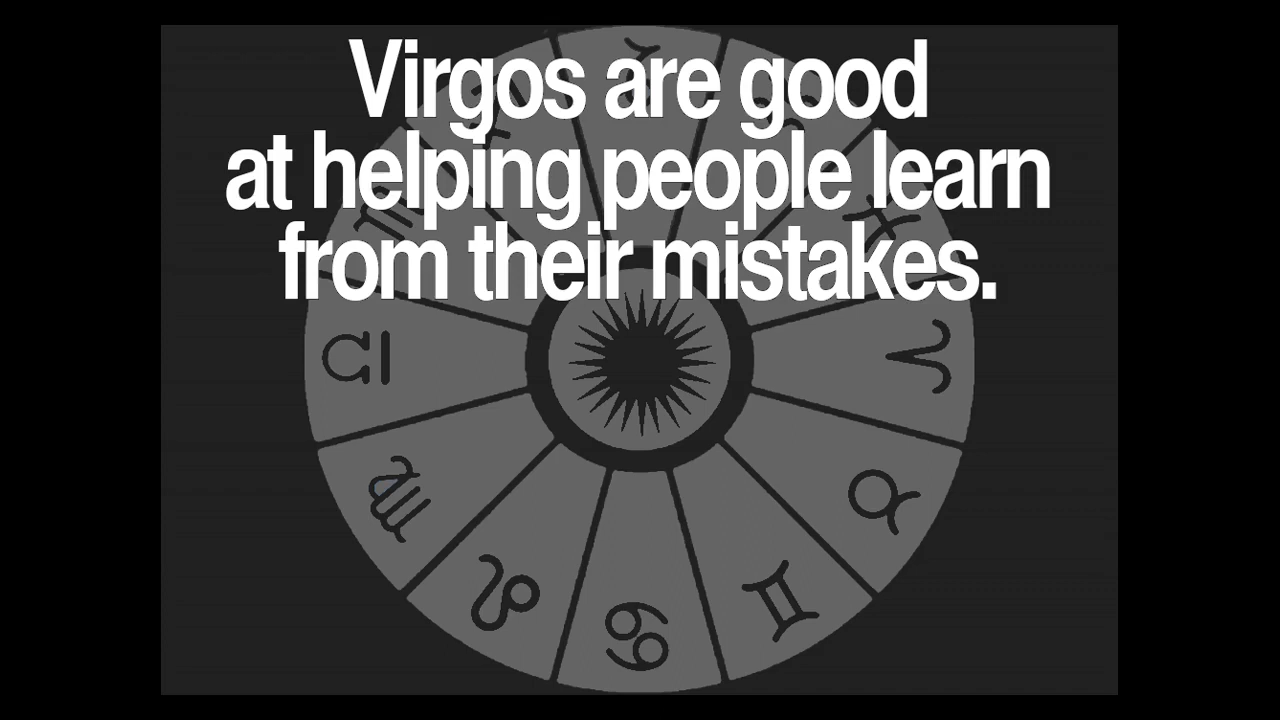 Virgos are good
at helping people learn
from their mistakes.